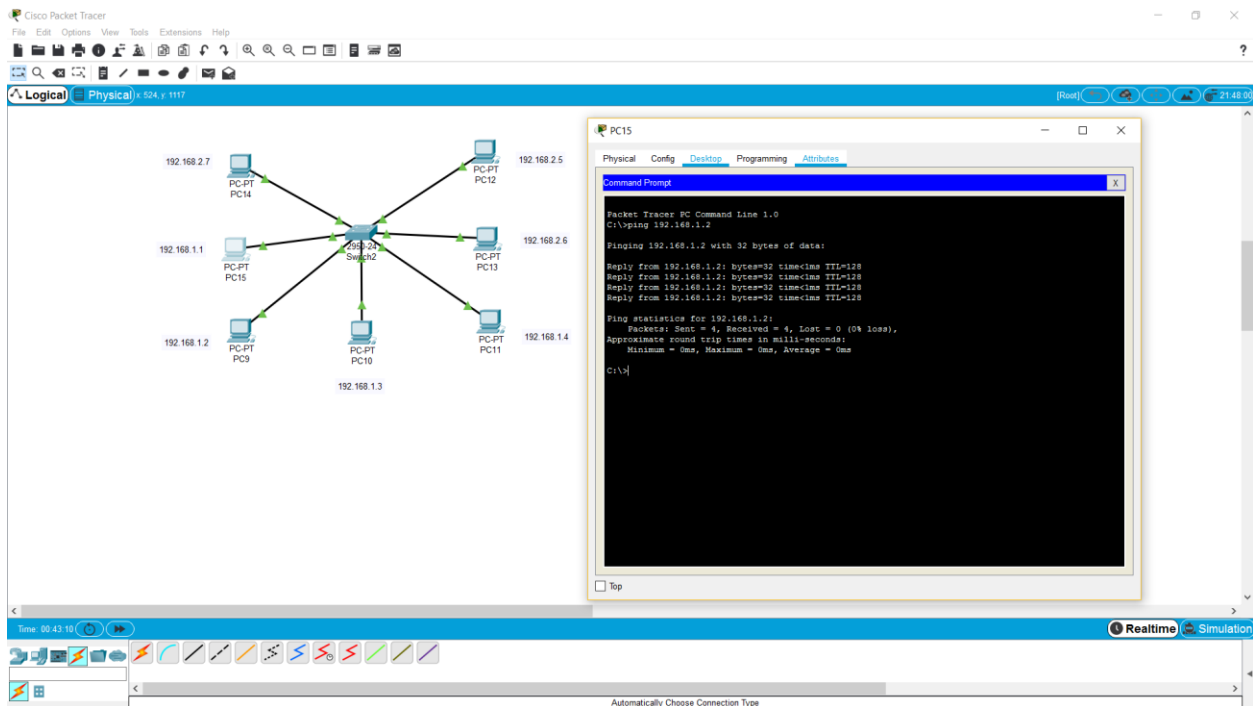 Cisco Packet Tracer
File Edit Options View Tools Extensions Help
?
Logical Physical x: 524, y: 1117
[Root] 21:48:00
192.168.2.7
PC-PT
PC14
PC-PT
PC12
192.168.2.5
192.168.1.1
PC-PT
PC15
2950-24
Switch2
PC-PT
PC13
192.168.2.6
192.168.1.2
PC-PT
PC9
PC-PT
PC10
192.168.1.3
PC-PT
PC11
192.168.1.4
PC15
Physical Config Desktop Programming Attributes
Command Prompt X
Packet Tracer PC Command Line 1.0
C:\>ping 192.168.1.2
Pinging 192.168.1.2 with 32 bytes of data:
Reply from 192.168.1.2: bytes=32 time<1ms TTL=128
Reply from 192.168.1.2: bytes=32 time<1ms TTL=128
Reply from 192.168.1.2: bytes=32 time<1ms TTL=128
Reply from 192.168.1.2: bytes=32 time<1ms TTL=128
Ping statistics for 192.168.1.2:
Packets: Sent = 4, Received = 4, Lost = 0 (0% loss),
Approximate round trip times in milli-seconds:
Minimum = 0ms, Maximum = 0ms, Average = 0ms
C:\>
Top
Time: 00:43:10
Realtime Simulation
Automatically Choose Connection Type